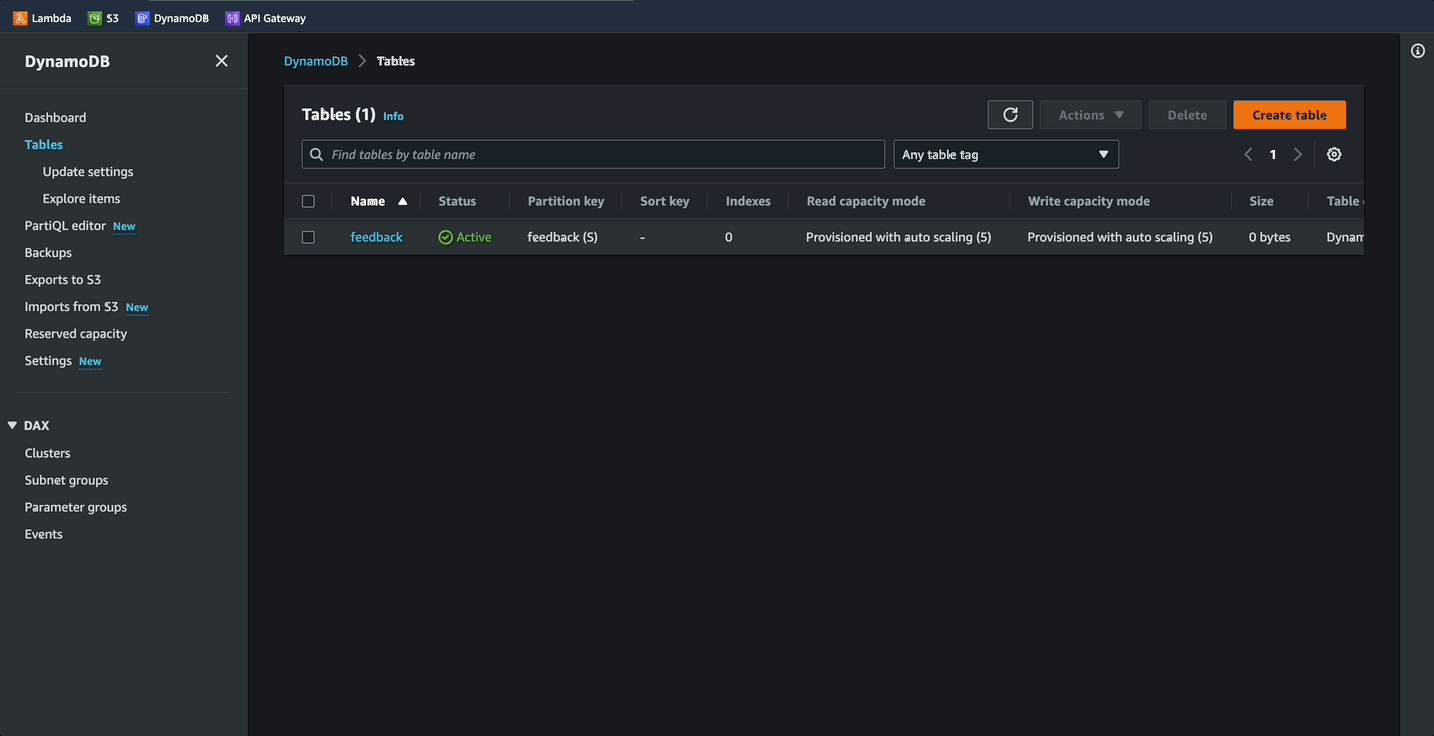 Lambda S3 DynamoDB API Gateway
DynamoDB
Dashboard
Tables
Update settings
Explore items
PartiQL editor New
Backups
Exports to S3
Imports from S3 New
Reserved capacity
Settings New
DAX
Clusters
Subnet groups
Parameter groups
Events
DynamoDB Tables
Tables (1) Info
Actions Delete Create table
Find tables by table name Any table tag 1
Name Status Partition key Sort key Indexes Read capacity mode Write capacity mode Size Table
feedback Active feedback (S) - 0 Provisioned with auto scaling (5) Provisioned with auto scaling (5) 0 bytes Dynam